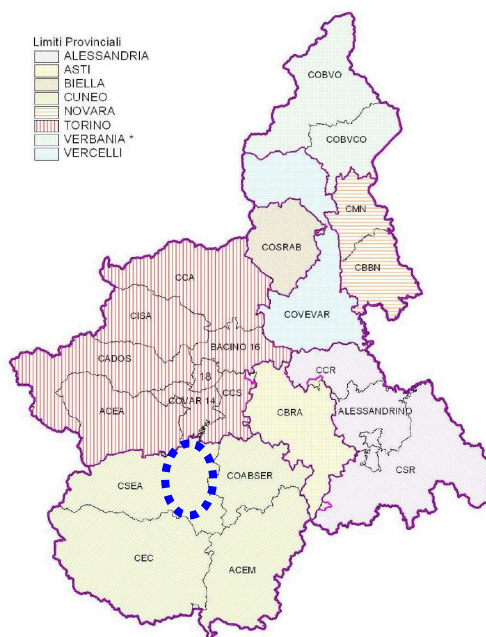 Limiti Provinciali
ALESSANDRIA
ASTI
BIELLA
CUNEO
NOVARA
TORINO
VERBANIA *
VERCELLI
COBVO
COBVCO
CMN
COSRAB
CBBN
CCA
CISA
COVEVAR
BACINO 16
CADOS
CCR
18
CCS
ACEA
COVAR 14
CBRA
ALESSANDRINO
CSR
CSEA
COABSER
CEC
ACEM